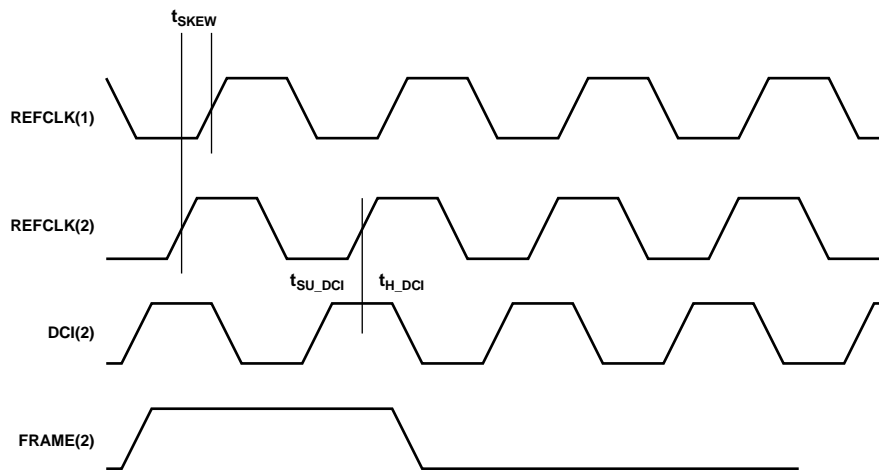 tSKEW
REFCLK(1)
REFCLK(2)
tSU_DCI tH_DCI
DCI(2)
FRAME(2)